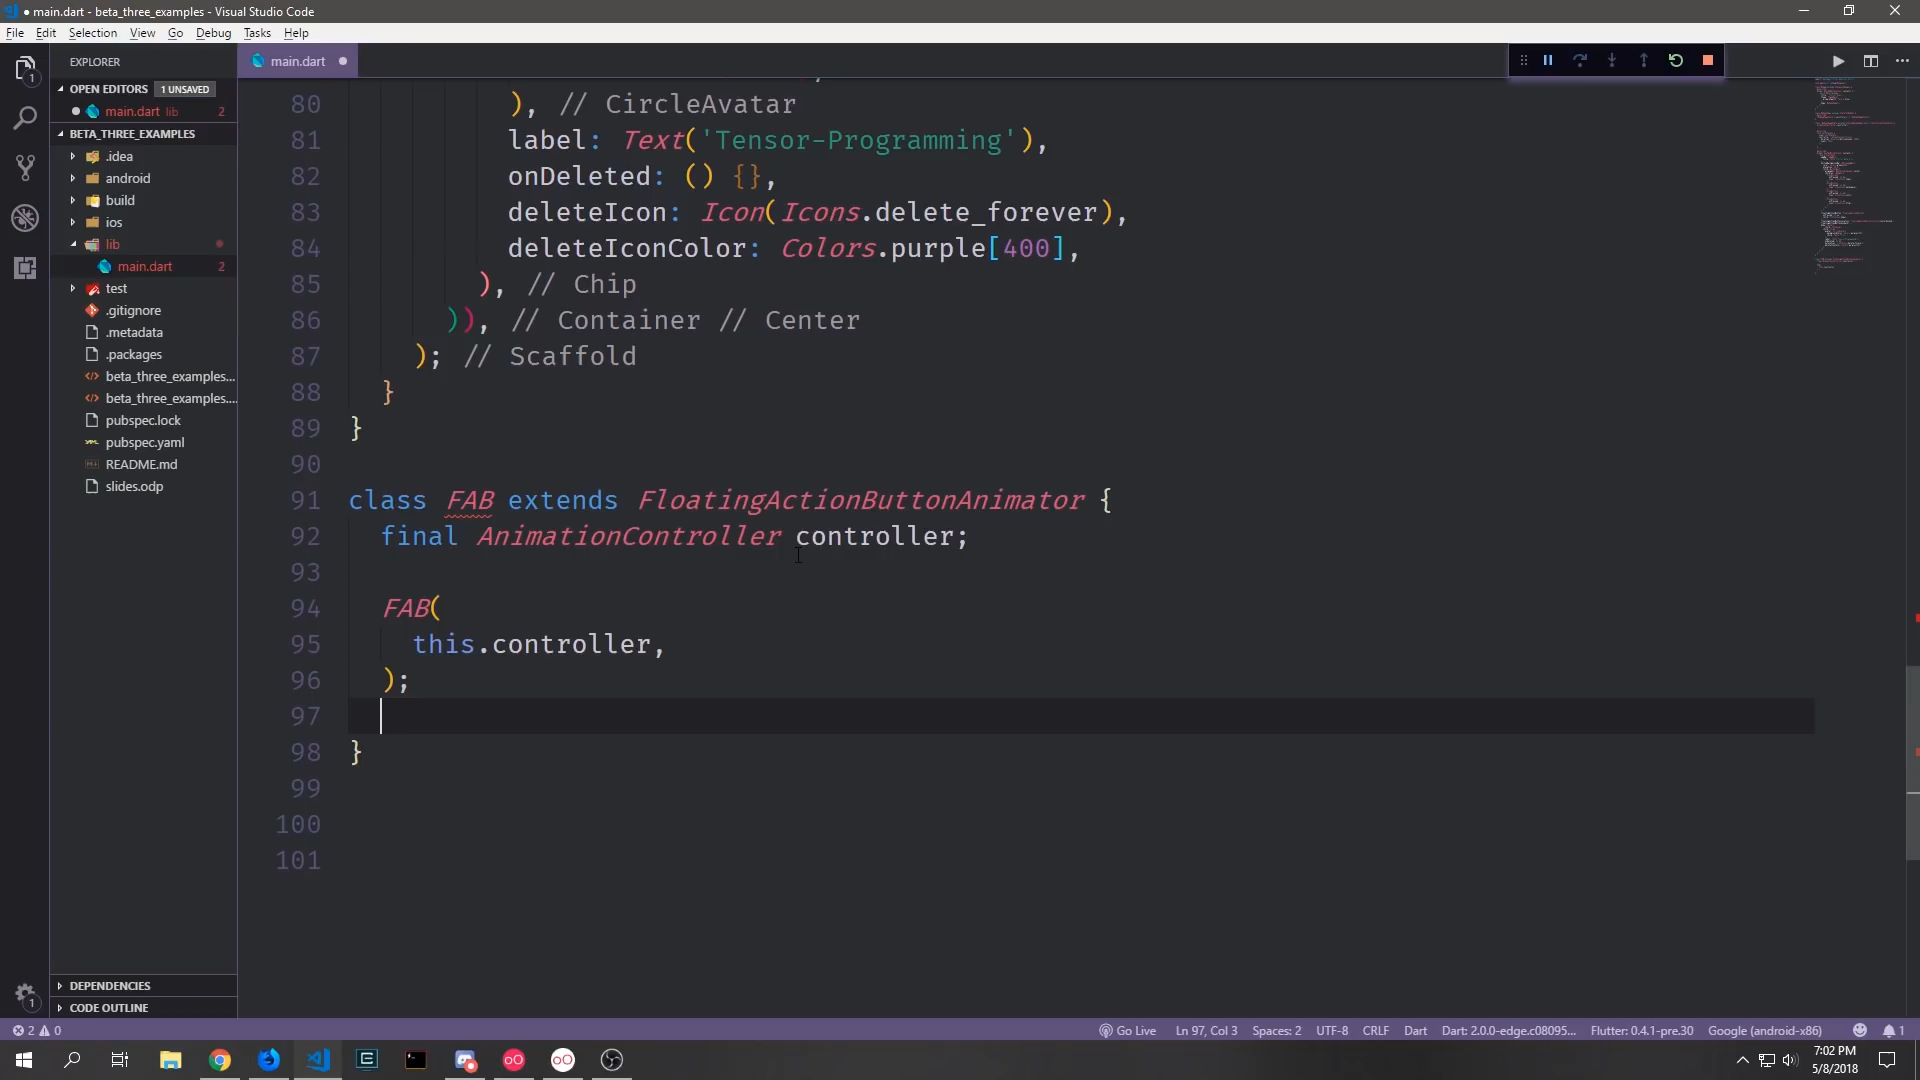 main.dart - beta_three_examples - Visual Studio Code
File Edit Selection View Go Debug Tasks Help
EXPLORER
OPEN EDITORS 1 UNSAVED
main.dart lib 2
BETA_THREE_EXAMPLES
.idea
android
build
ios
lib
main.dart 2
test
.gitignore
.metadata
.packages
beta_three_examples...
beta_three_examples....
pubspec.lock
pubspec.yaml
README.md
slides.odp
DEPENDENCIES
CODE OUTLINE
1
1
main.dart
80 ), // CircleAvatar
81 label: Text('Tensor-Programming'),
82 onDeleted: () {},
83 deleteIcon: Icon(Icons.delete_forever),
84 deleteIconColor: Colors.purple[400],
85 ), // Chip
86 )), // Container // Center
87 ); // Scaffold
88 }
89 }
90
91 class FAB extends FloatingActionButtonAnimator {
92 final AnimationController controller;
93
94 FAB(
95 this.controller,
96 );
97
98 }
99
100
101
2 0 Go Live Ln 97, Col 3 Spaces: 2 UTF-8 CRLF Dart Dart: 2.0.0-edge.c08095... Flutter: 0.4.1-pre.30 Google (android-x86) 1
7:02 PM
5/8/2018